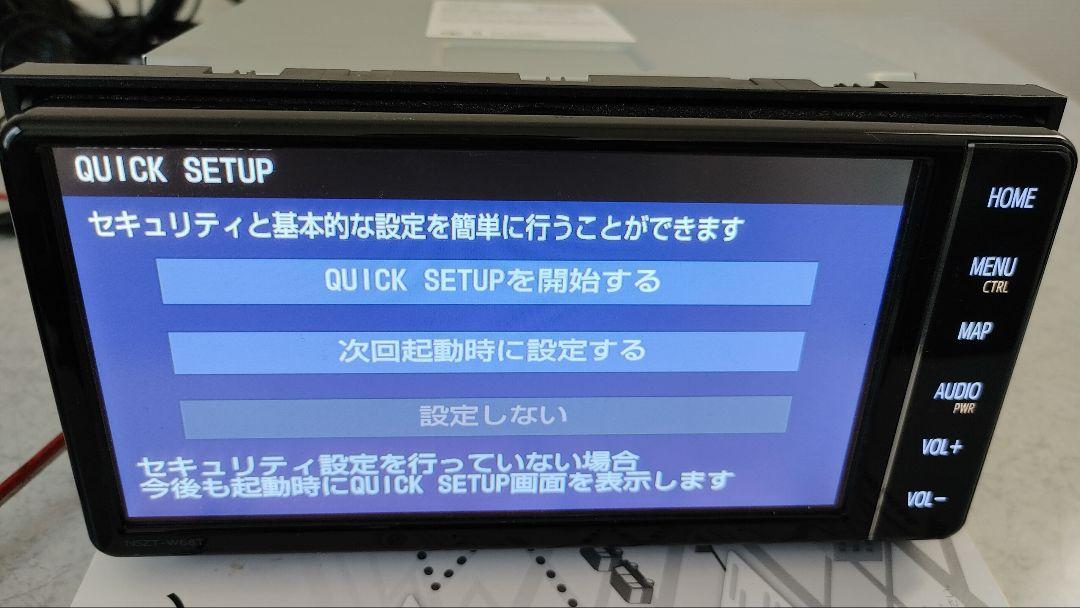 QUICK SETUP
セキュリティと基本的な設定を簡単に行うことができます
QUICK SETUPを開始する
次回起動時に設定する
設定しない
セキュリティ設定を行っていない場合
今後も起動時にQUICK SETUP画面を表示します
HOME
MENU
CTRL
MAP
AUDIO
PWR
VOL+
VOL-
NSZT-W68T